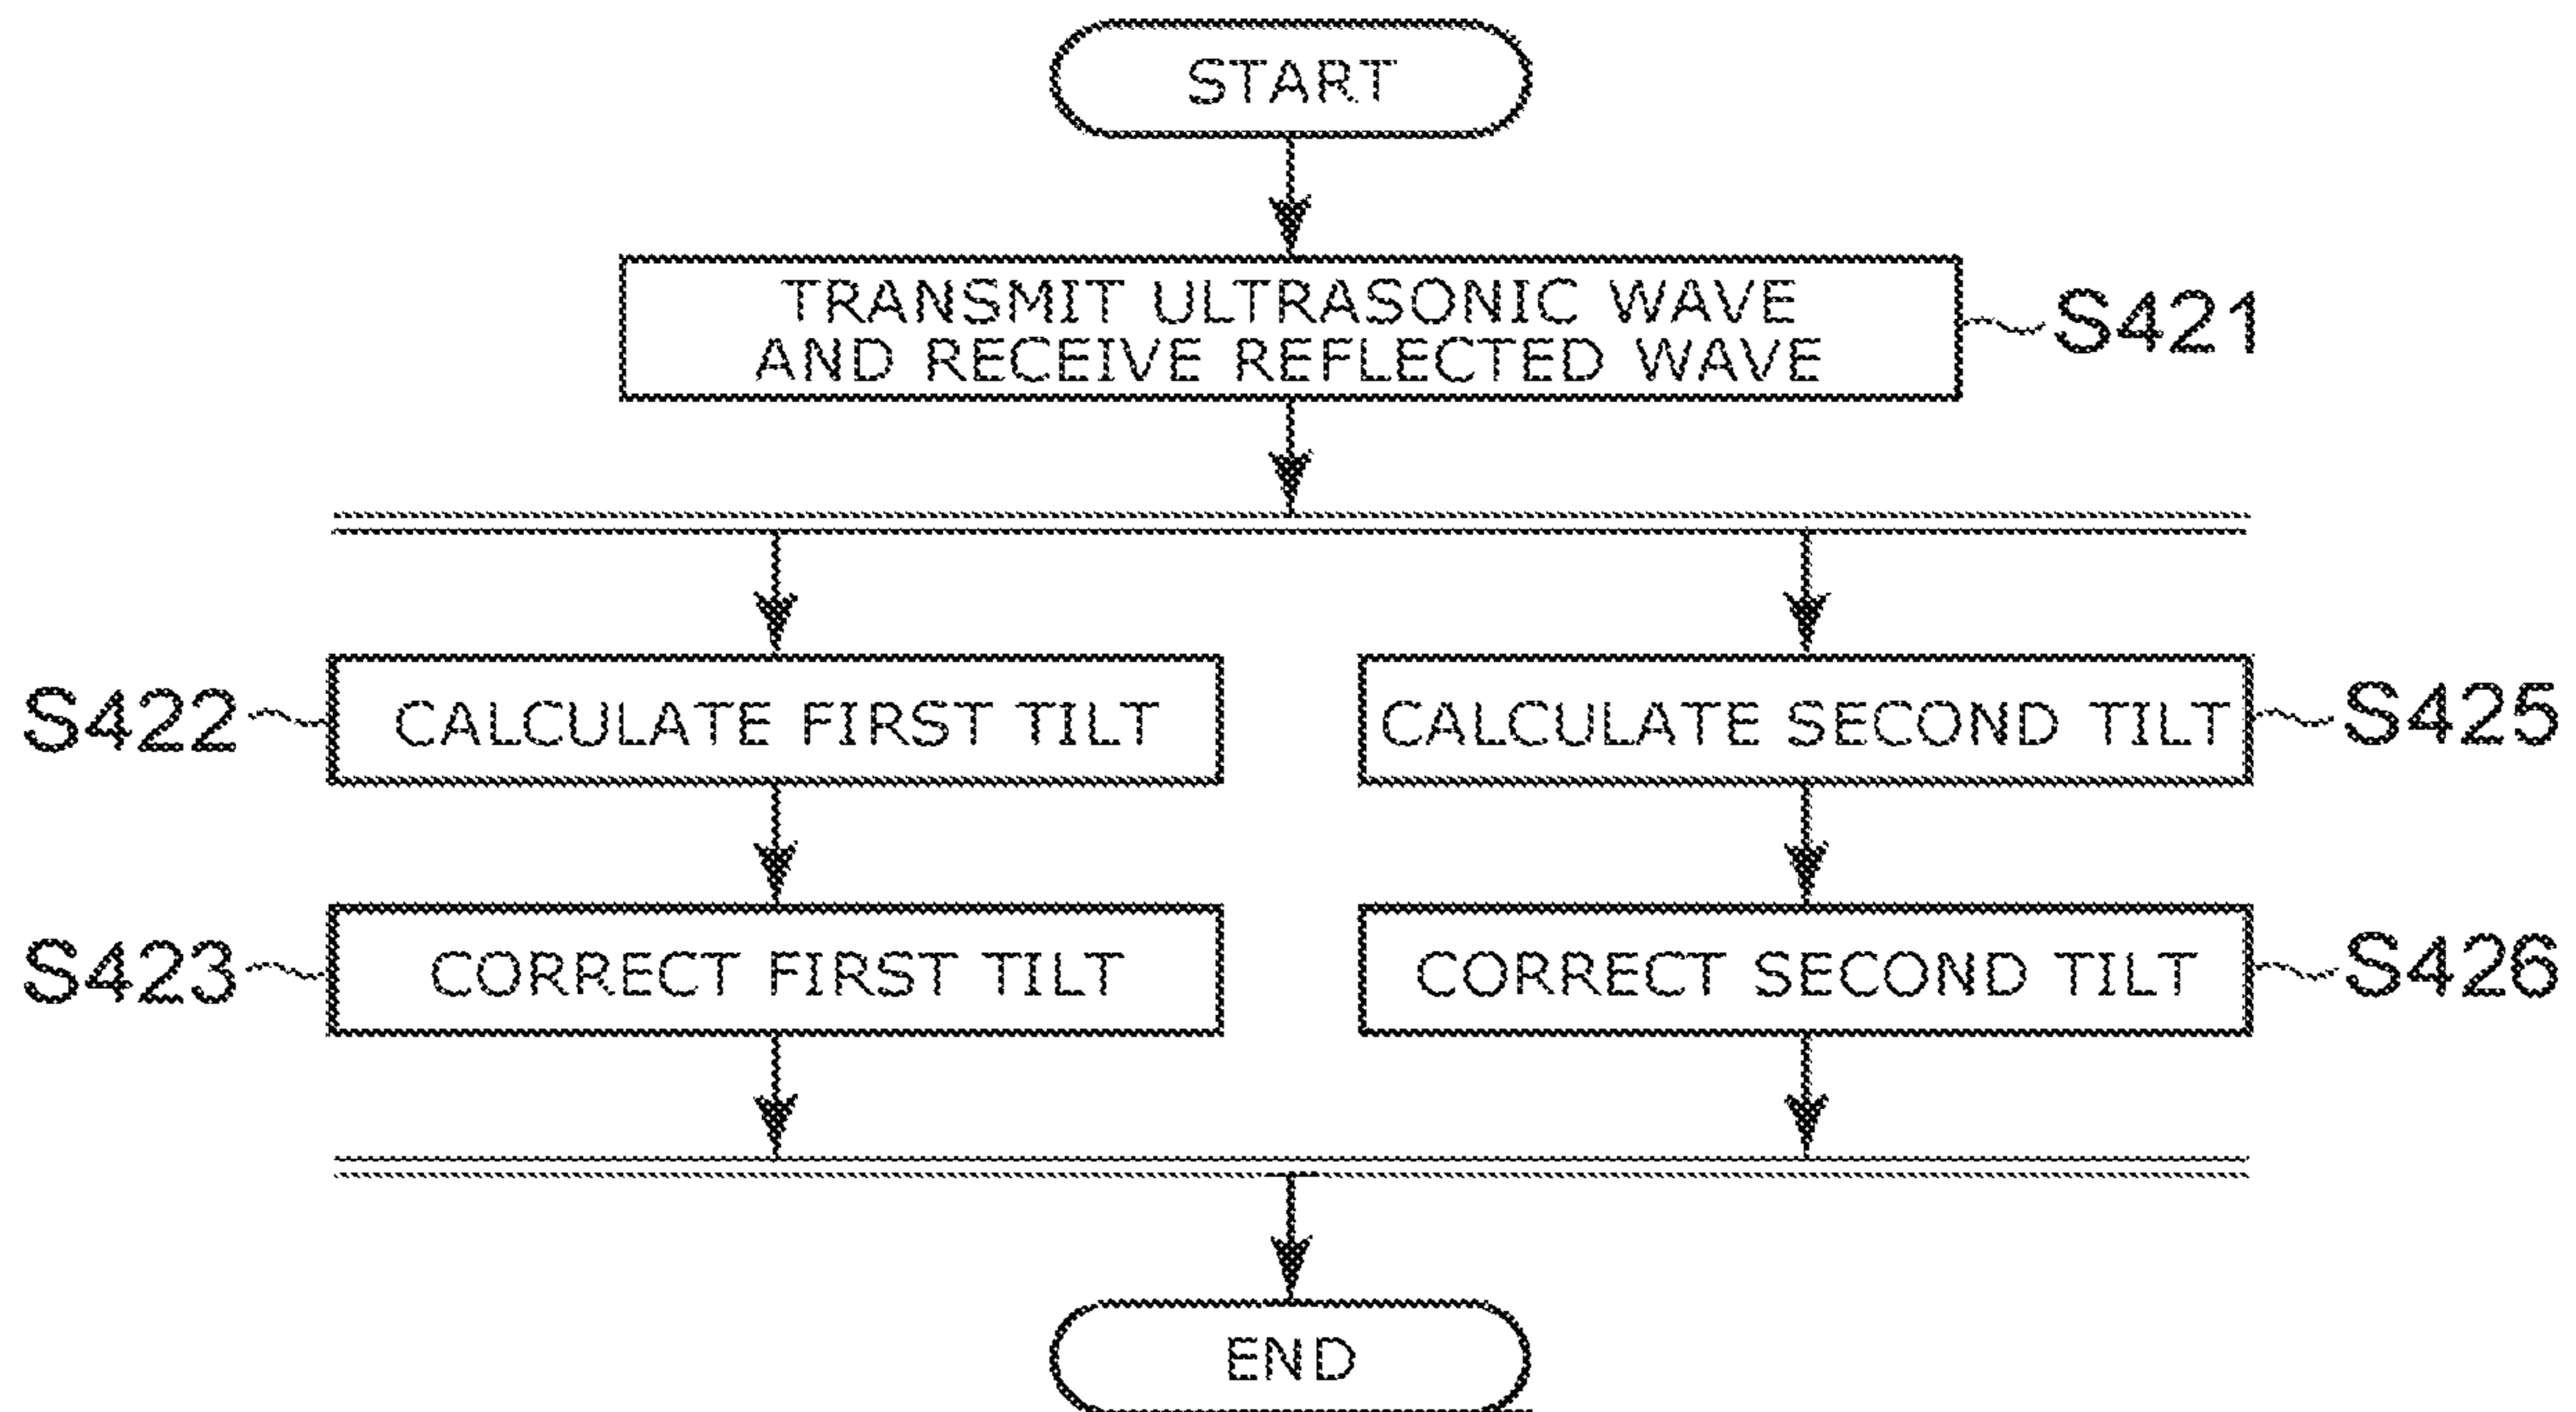 START
TRANSMIT ULTRASONIC WAVE
AND RECEIVE REFLECTED WAVE
S421
S422
CALCULATE FIRST TILT
CALCULATE SECOND TILT
S425
S423
CORRECT FIRST TILT
CORRECT SECOND TILT
S426
END